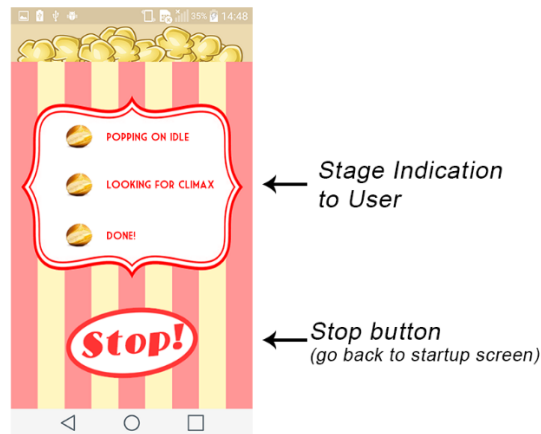 35% 14:48
POPPING ON IDLE
LOOKING FOR CLIMAX
DONE!
Stage Indication
to User
Stop!
Stop button
(go back to startup screen)